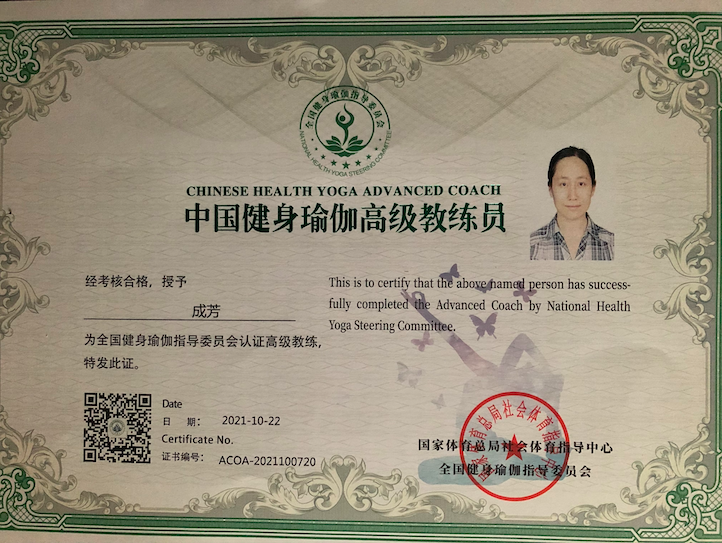 全国健身瑜伽指导委员会
NATIONAL HEALTH YOGA STEERING COMMITTEE
CHINESE HEALTH YOGA ADVANCED COACH
中国健身瑜伽高级教练员
经考核合格，授予
成芳
为全国健身瑜伽指导委员会认证高级教练，
特发此证。
This is to certify that the above named person has success-
fully completed the Advanced Coach by National Health
Yoga Steering Committee.
Date
日 期： 2021-10-22
Certificate No.
证书编号： ACOA-2021100720
国家体育总局社会体育指导中心
全国健身瑜伽指导委员会